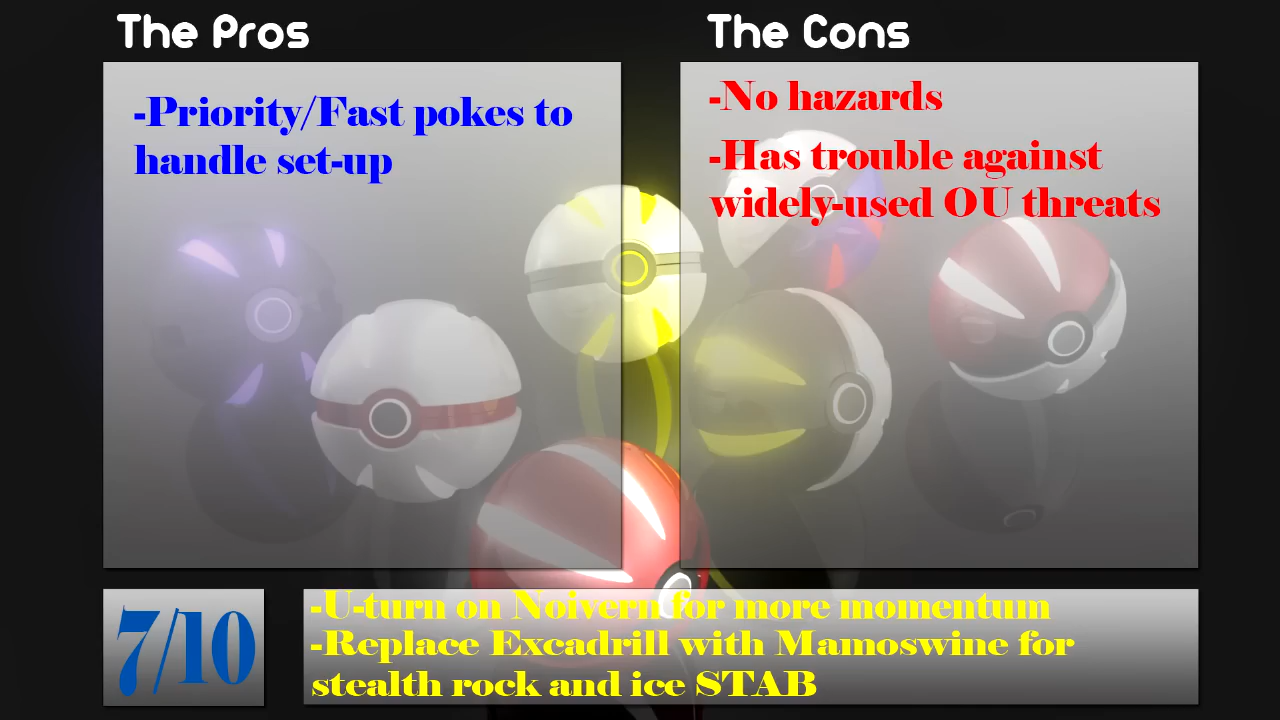 The Pros
-Priority/Fast pokes to
handle set-up
The Cons
-No hazards
-Has trouble against
widely-used OU threats
7/10
-U-turn on Noivern for more momentum
-Replace Excadrill with Mamoswine for
stealth rock and ice STAB